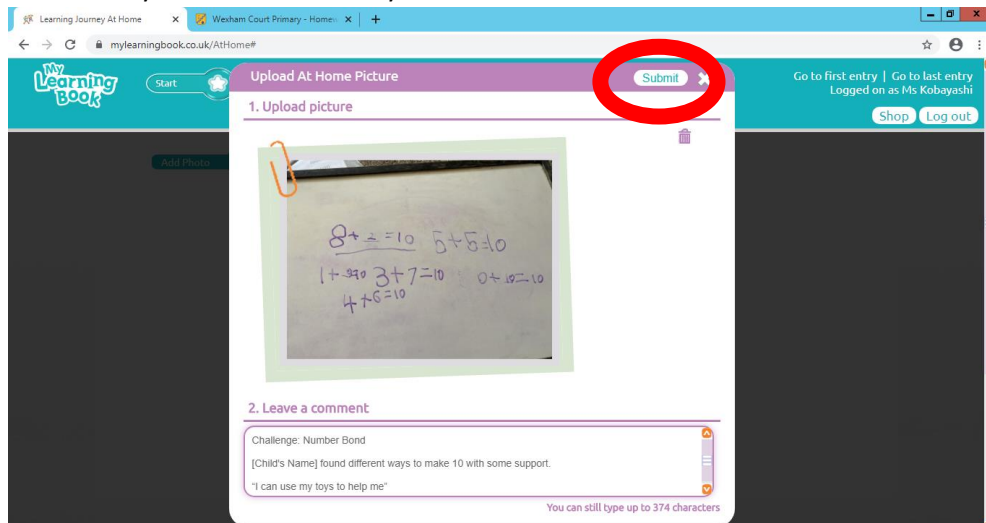 Learning Journey At Home
Wexham Court Primary - Homew
mylearningbook.co.uk/AtHome#
My
Learning
Book
Start
Upload At Home Picture
Submit
Go to first entry | Go to last entry
Logged on as Ms Kobayashi
Shop
Log out
1. Upload picture
Add Photo
8+2=10 5+5=10
3+7=10 0+10=10
4+6=10
2. Leave a comment
Challenge: Number Bond
[Child's Name] found different ways to make 10 with some support.
"I can use my toys to help me"
You can still type up to 374 characters